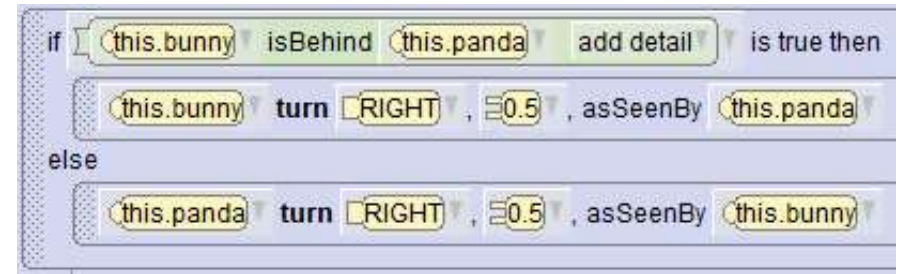 if this.bunny isBehind this.panda add detail is true then
this.bunny turn RIGHT , 0.5 , asSeenBy this.panda
else
this.panda turn RIGHT , 0.5 , asSeenBy this.bunny